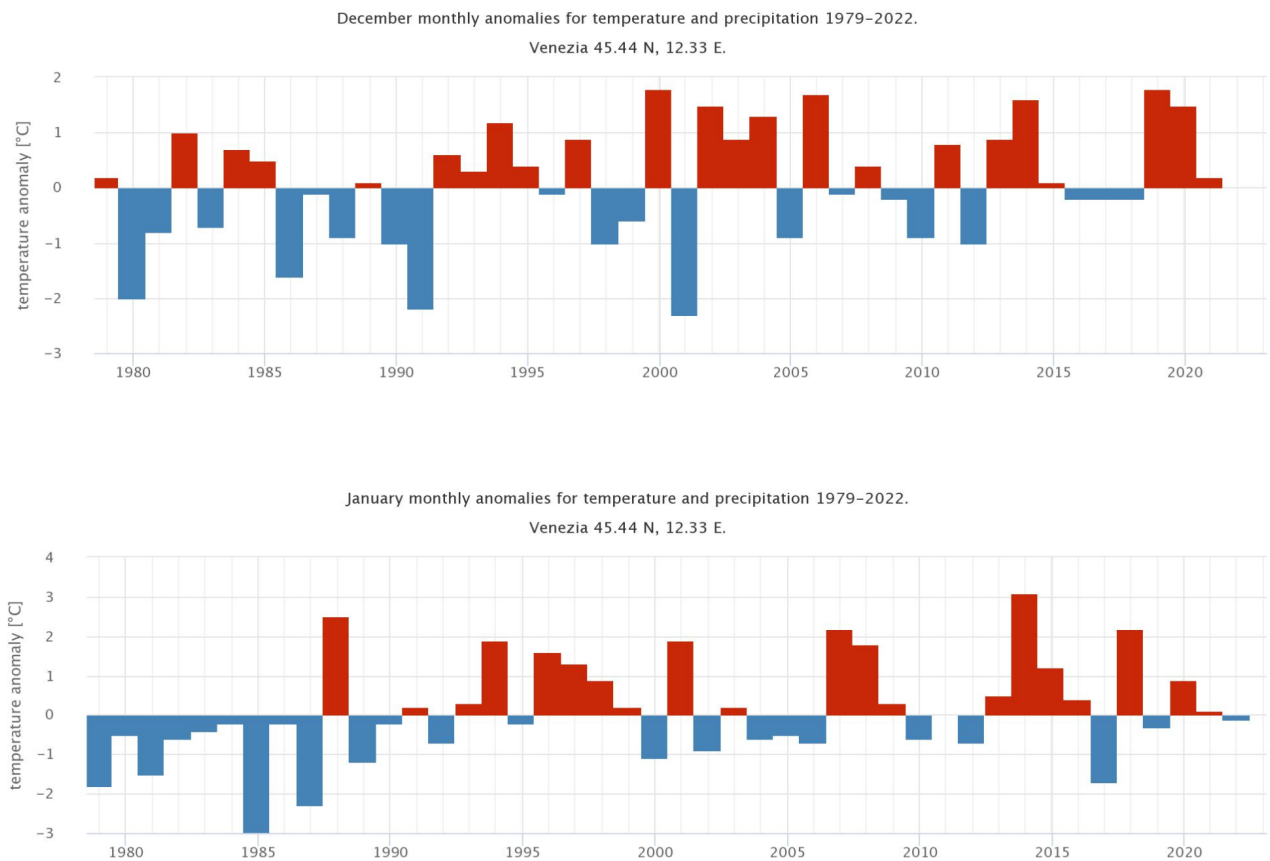 December monthly anomalies for temperature and precipitation 1979–2022.
Venezia 45.44 N, 12.33 E.
temperature anomaly [°C]
2
1
0
−1
−2
−3
1980 1985 1990 1995 2000 2005 2010 2015 2020
January monthly anomalies for temperature and precipitation 1979–2022.
Venezia 45.44 N, 12.33 E.
temperature anomaly [°C]
4
3
2
1
0
−1
−2
−3
1980 1985 1990 1995 2000 2005 2010 2015 2020